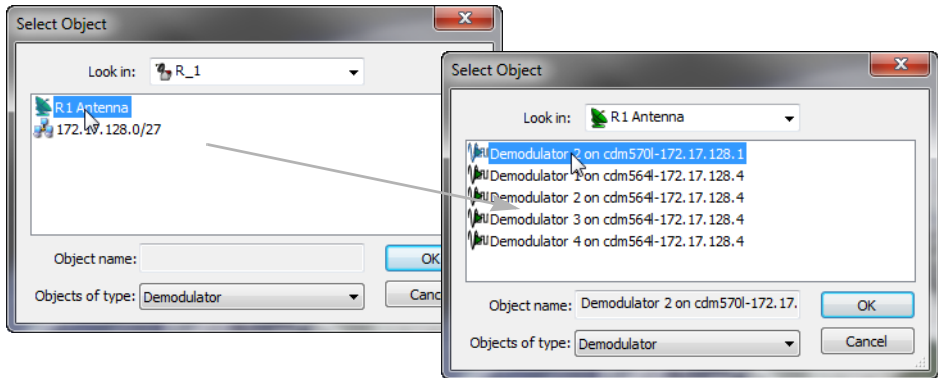 Select Object
Look in: R_1
R1 Antenna
172.17.128.0/27
Object name:
OK
Objects of type: Demodulator
Canc
Select Object
Look in: R1 Antenna
Demodulator 2 on cdm570l-172.17.128.1
Demodulator 1 on cdm564l-172.17.128.4
Demodulator 2 on cdm564l-172.17.128.4
Demodulator 3 on cdm564l-172.17.128.4
Demodulator 4 on cdm564l-172.17.128.4
Object name: Demodulator 2 on cdm570l-172.17.
OK
Objects of type: Demodulator
Cancel